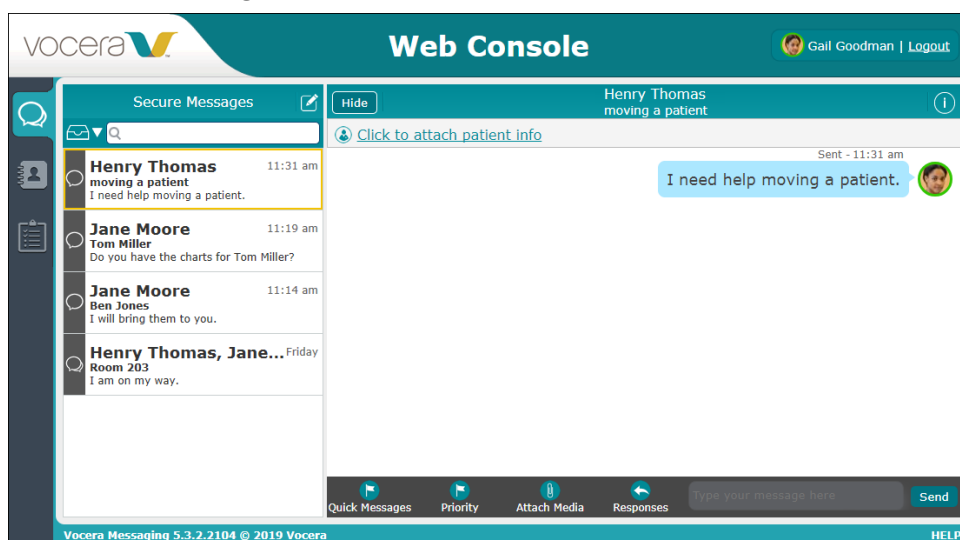 vocera
Web Console
Gail Goodman | Logout
Secure Messages
Hide
Henry Thomas
moving a patient
Click to attach patient info
Henry Thomas 11:31 am
moving a patient
I need help moving a patient.
Jane Moore 11:19 am
Tom Miller
Do you have the charts for Tom Miller?
Jane Moore 11:14 am
Ben Jones
I will bring them to you.
Henry Thomas, Jane... Friday
Room 203
I am on my way.
Sent - 11:31 am
I need help moving a patient.
Quick Messages
Priority
Attach Media
Responses
Type your message here
Send
Vocera Messaging 5.3.2.2104 © 2019 Vocera
HELP